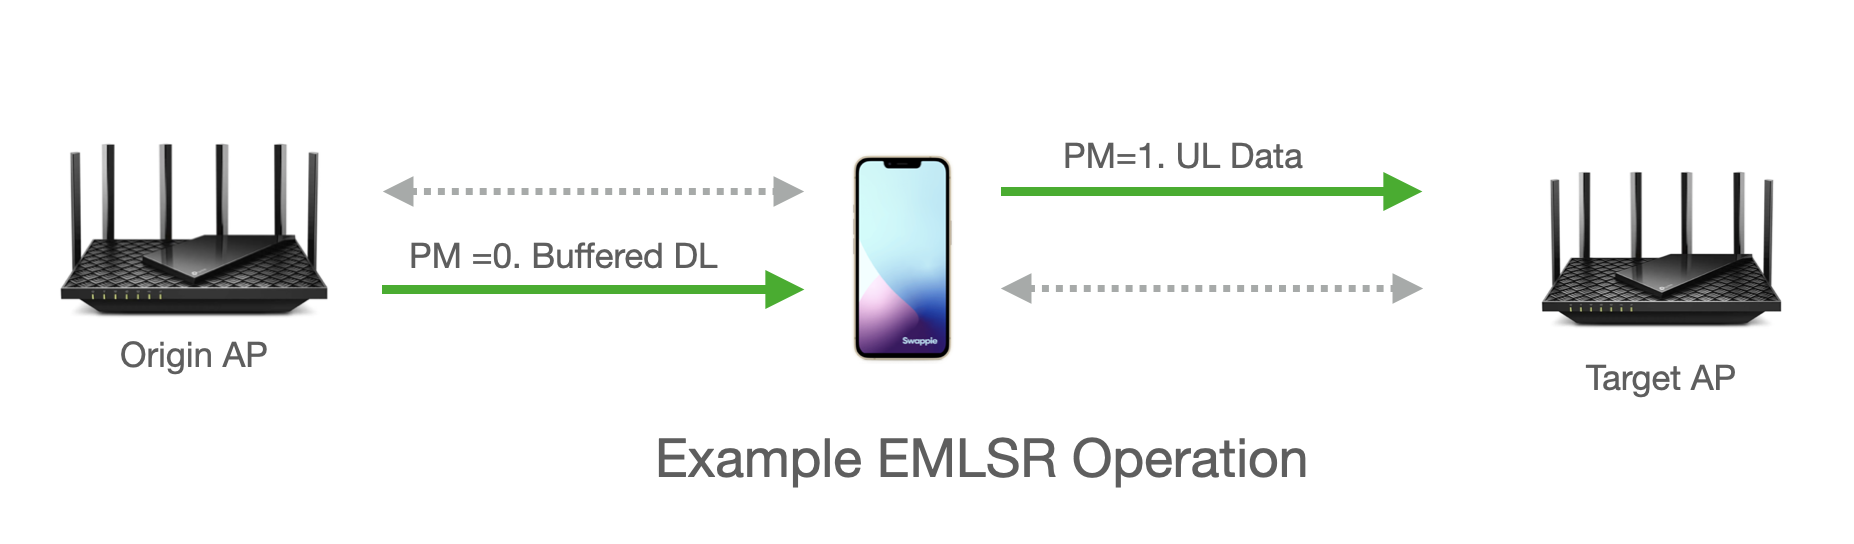 PM=1. UL Data
PM =0. Buffered DL
Swappie
Origin AP
Target AP
Example EMLSR Operation